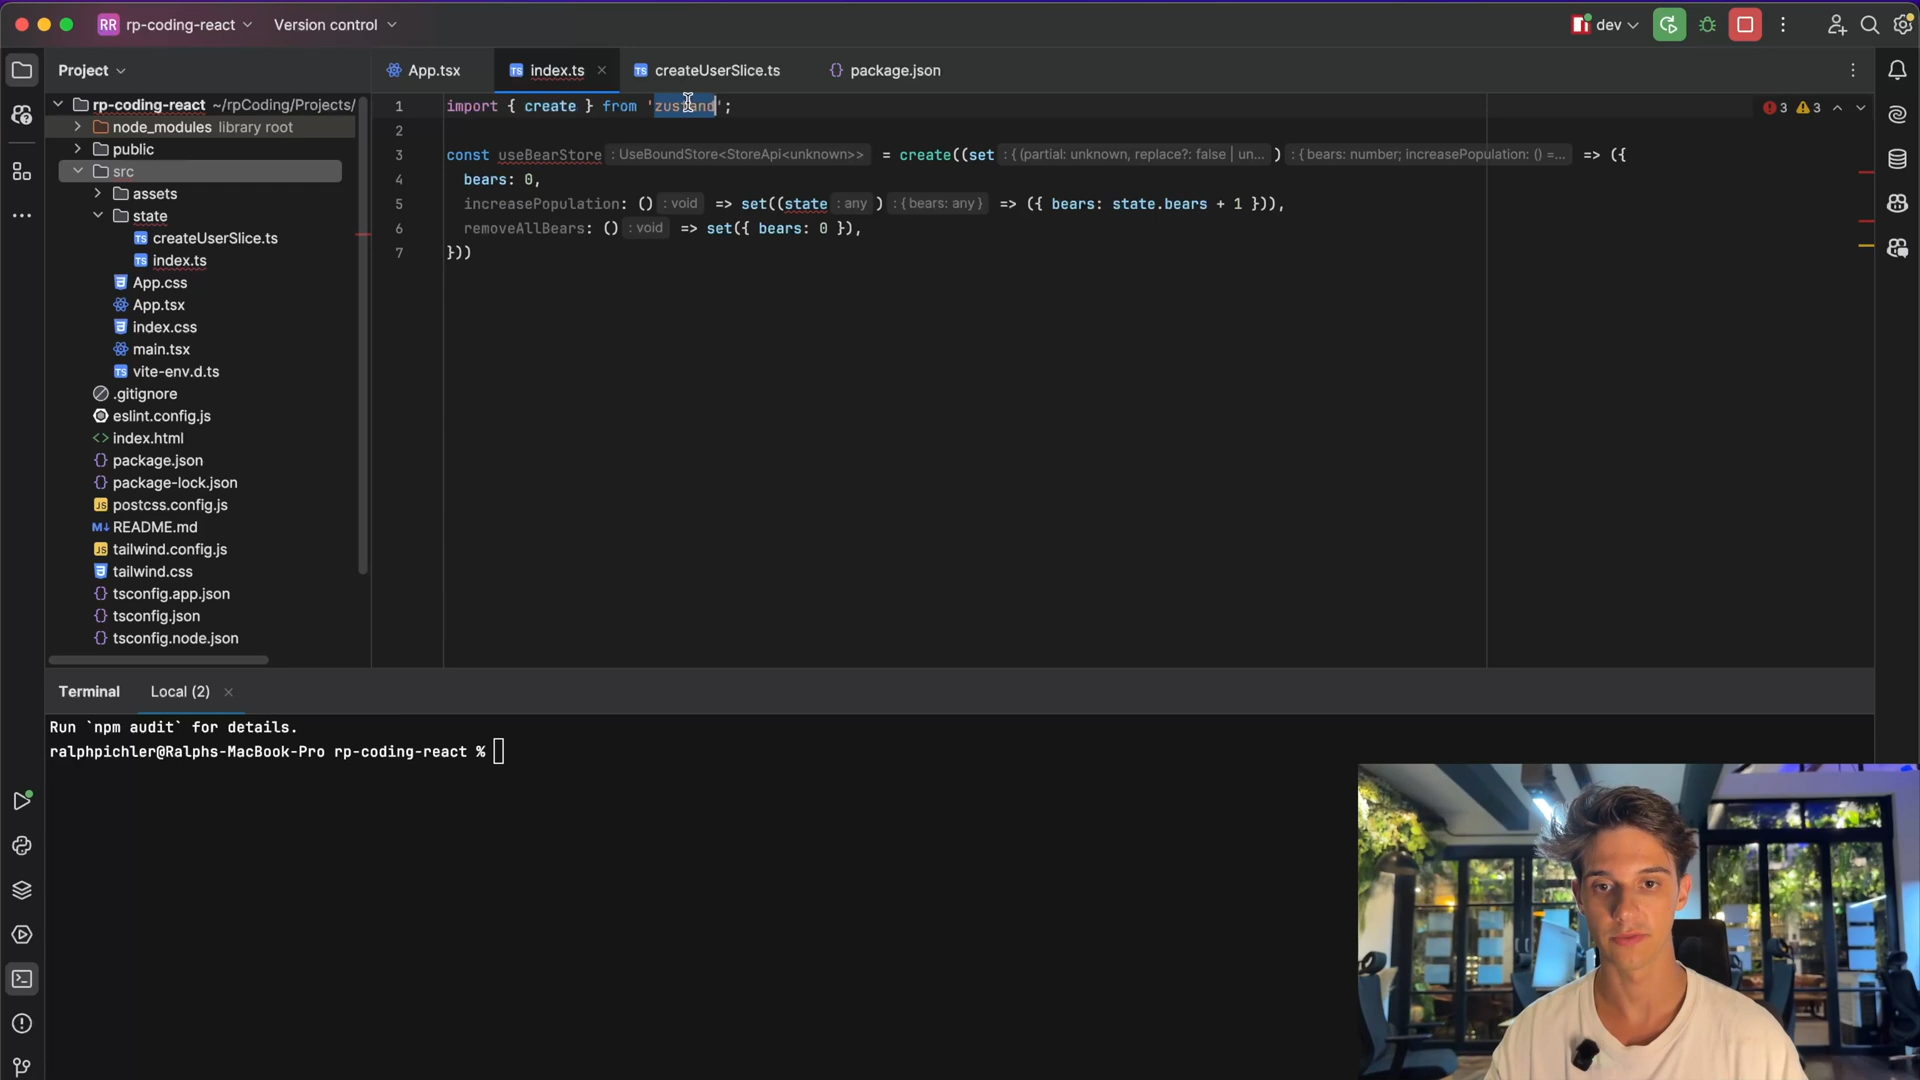 RR rp-coding-react Version control dev
Project
App.tsx index.ts createUserSlice.ts package.json
rp-coding-react ~/rpCoding/Projects/
node_modules library root
public
src
assets
state
createUserSlice.ts
index.ts
App.css
App.tsx
index.css
main.tsx
vite-env.d.ts
.gitignore
eslint.config.js
index.html
package.json
package-lock.json
postcss.config.js
README.md
tailwind.config.js
tailwind.css
tsconfig.app.json
tsconfig.json
tsconfig.node.json
1 import { create } from 'zustand'; 3 3
2
3 const useBearStore : UseBoundStore<StoreApi<unknown>> = create((set : {(partial: unknown, replace?: false | un... ) : {bears: number; increasePopulation: () =... => ({
4 bears: 0,
5 increasePopulation: () : void => set((state : any ) : {bears: any} => ({ bears: state.bears + 1 })),
6 removeAllBears: () : void => set({ bears: 0 }),
7 }))
Terminal Local (2)
Run `npm audit` for details.
ralphpichler@Ralphs-MacBook-Pro rp-coding-react %